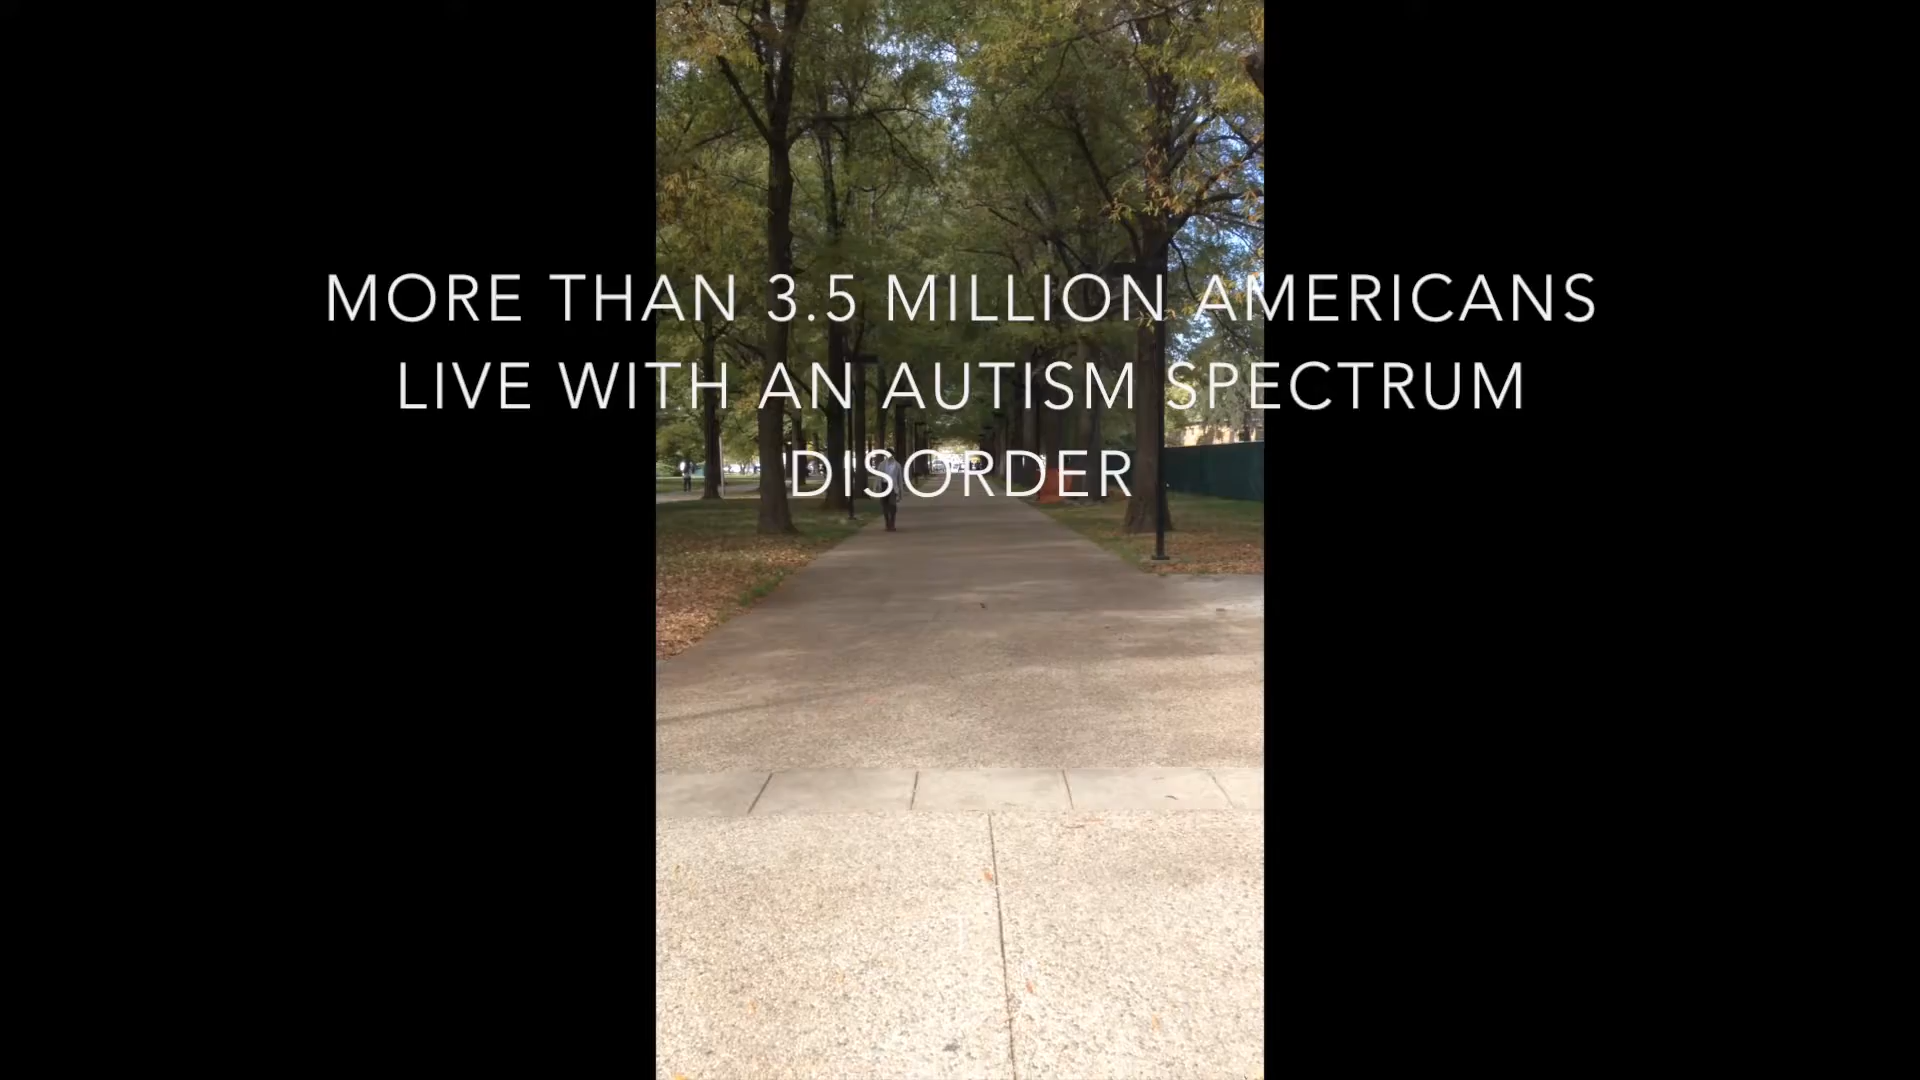 MORE THAN 3.5 MILLION AMERICANS
LIVE WITH AN AUTISM SPECTRUM
DISORDER